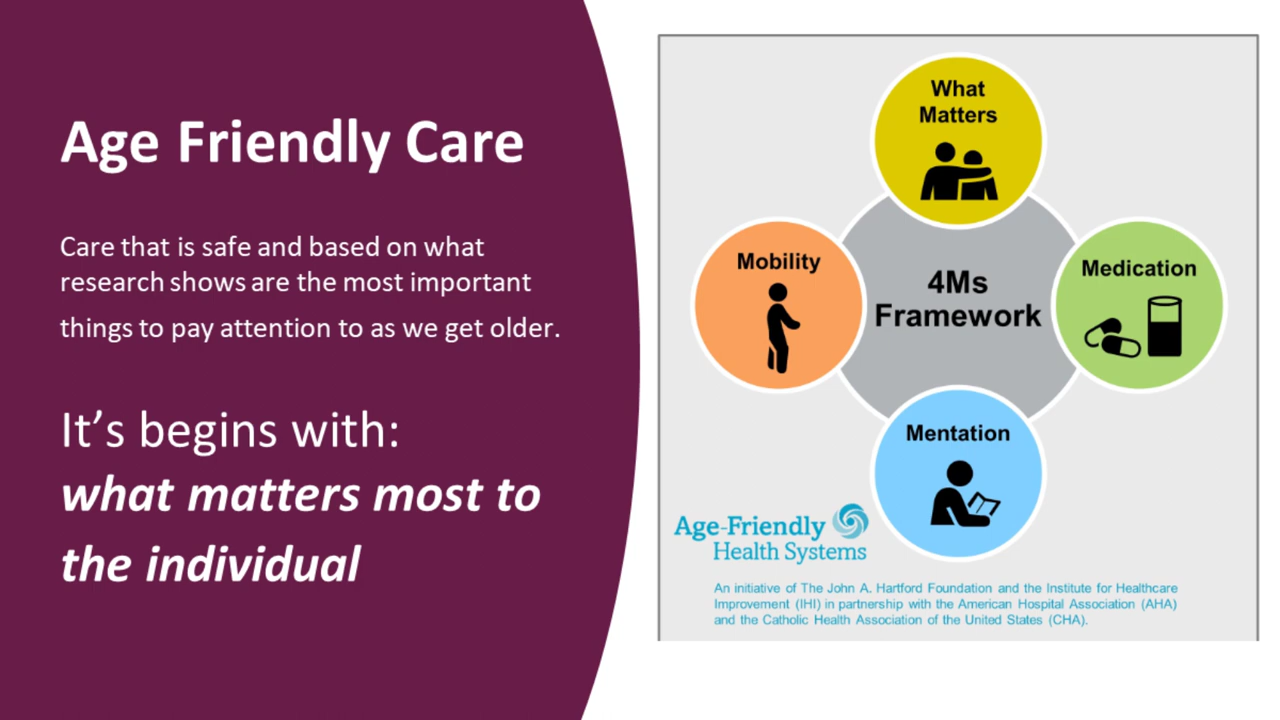 Age Friendly Care
Care that is safe and based on what
research shows are the most important
things to pay attention to as we get older.
It’s begins with:
what matters most to
the individual
What
Matters
Mobility
4Ms
Framework
Medication
Mentation
Age-Friendly
Health Systems
An initiative of The John A. Hartford Foundation and the Institute for Healthcare
Improvement (IHI) in partnership with the American Hospital Association (AHA)
and the Catholic Health Association of the United States (CHA).